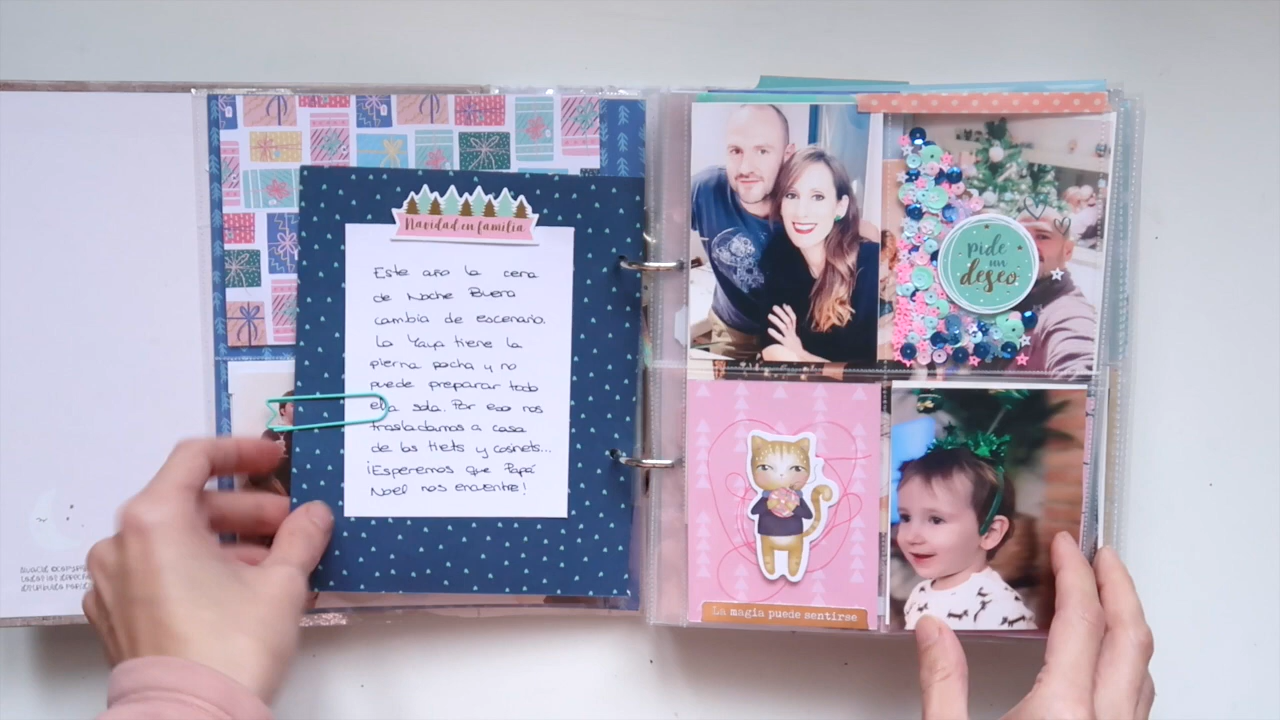 Navidad en familia
Este año la cena
de Noche Buena
cambia de escenario.
La Yaya tiene la
pierna pocha y no
puede preparar todo
ella sola. Por eso nos
trasladamos a casa
de los Hets y Cosnets...
¡Esperemos que Papá
Noel nos encuentre!
pide
un
deseo
La magia puede sentirse